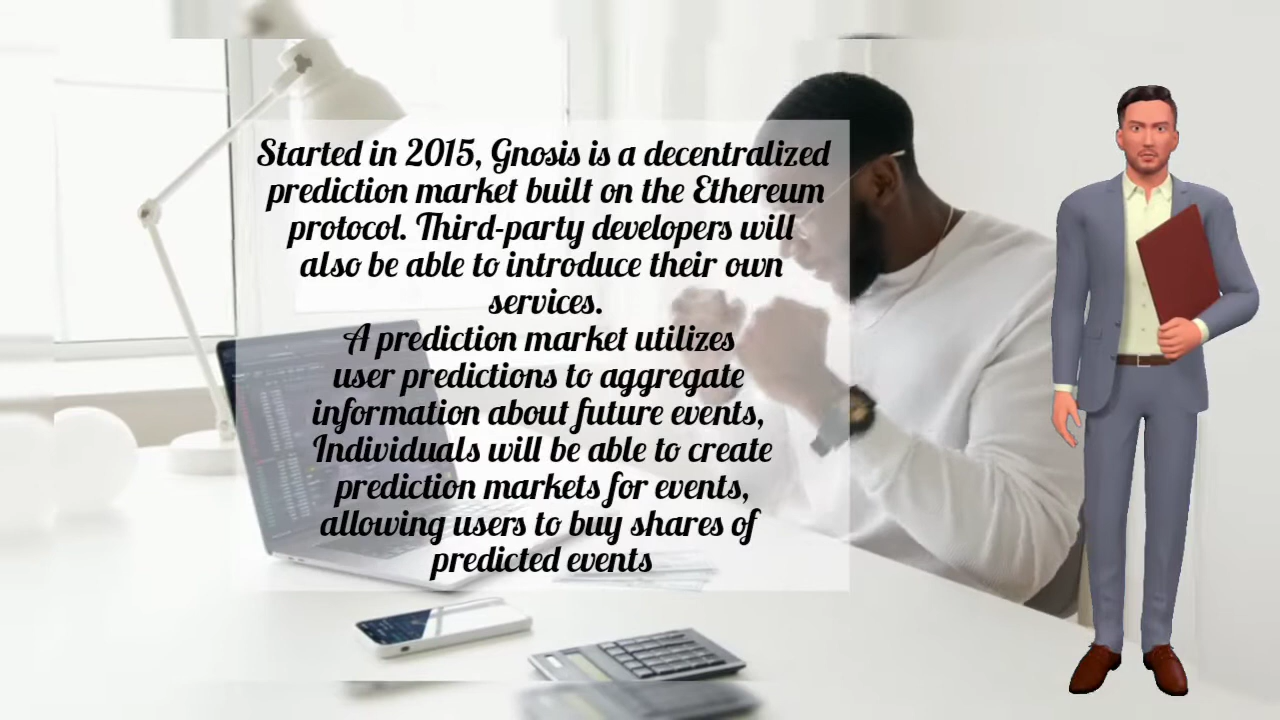 Started in 2015, Gnosis is a decentralized
prediction market built on the Ethereum
protocol. Third-party developers will
also be able to introduce their own
services.
A prediction market utilizes
user predictions to aggregate
information about future events,
Individuals will be able to create
prediction markets for events,
allowing users to buy shares of
predicted events